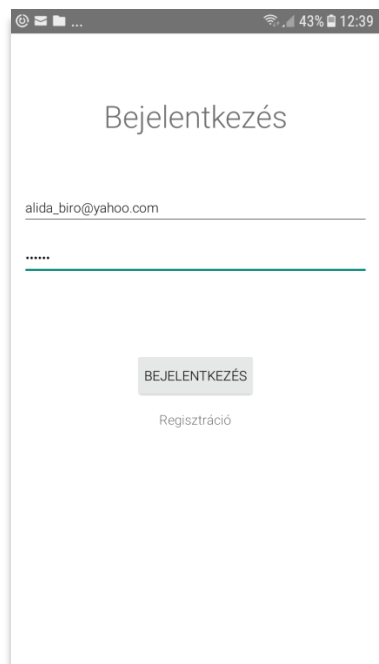 ... 43% 12:39
Bejelentkezés
alida_biro@yahoo.com
••••••
BEJELENTKEZÉS
Regisztráció